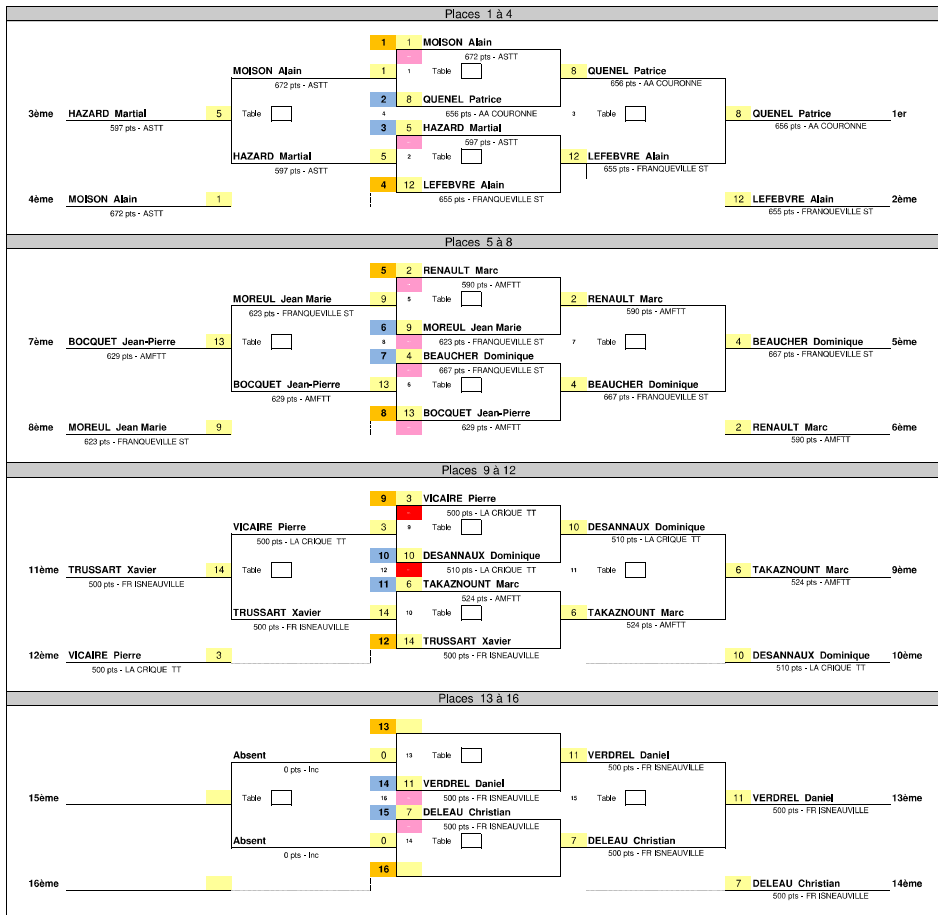 Places 1 à 4
1 1 MOISON Alain
- 672 pts - ASTT
MOISON Alain 1 1 Table 8 QUENEL Patrice
672 pts - ASTT 656 pts - AA COURONNE
2 8 QUENEL Patrice
3ème HAZARD Martial 5 Table 4 656 pts - AA COURONNE 3 Table 8 QUENEL Patrice 1er
597 pts - ASTT 3 5 HAZARD Martial 656 pts - AA COURONNE
- 597 pts - ASTT
HAZARD Martial 5 2 Table 12 LEFEBVRE Alain
597 pts - ASTT 655 pts - FRANQUEVILLE ST
4 12 LEFEBVRE Alain
4ème MOISON Alain 1 655 pts - FRANQUEVILLE ST 12 LEFEBVRE Alain 2ème
672 pts - ASTT 655 pts - FRANQUEVILLE ST
Places 5 à 8
5 2 RENAULT Marc
- 590 pts - AMFTT
MOREUL Jean Marie 9 5 Table 2 RENAULT Marc
623 pts - FRANQUEVILLE ST 590 pts - AMFTT
6 9 MOREUL Jean Marie
7ème BOCQUET Jean-Pierre 13 Table 8 - 623 pts - FRANQUEVILLE ST 7 Table 4 BEAUCHER Dominique 5ème
629 pts - AMFTT 7 4 BEAUCHER Dominique 667 pts - FRANQUEVILLE ST
- 667 pts - FRANQUEVILLE ST
BOCQUET Jean-Pierre 13 6 Table 4 BEAUCHER Dominique
629 pts - AMFTT 667 pts - FRANQUEVILLE ST
8 13 BOCQUET Jean-Pierre
8ème MOREUL Jean Marie 9 - 629 pts - AMFTT 2 RENAULT Marc 6ème
623 pts - FRANQUEVILLE ST 590 pts - AMFTT
Places 9 à 12
9 3 VICAIRE Pierre
- 500 pts - LA CRIQUE TT
VICAIRE Pierre 3 9 Table 10 DESANNAUX Dominique
500 pts - LA CRIQUE TT 510 pts - LA CRIQUE TT
10 10 DESANNAUX Dominique
11ème TRUSSART Xavier 14 Table 12 - 510 pts - LA CRIQUE TT 11 Table 6 TAKAZNOUNT Marc 9ème
500 pts - FR ISNEAUVILLE 11 6 TAKAZNOUNT Marc 524 pts - AMFTT
524 pts - AMFTT
TRUSSART Xavier 14 10 Table 6 TAKAZNOUNT Marc
500 pts - FR ISNEAUVILLE 524 pts - AMFTT
12 14 TRUSSART Xavier
12ème VICAIRE Pierre 3 500 pts - FR ISNEAUVILLE 10 DESANNAUX Dominique 10ème
500 pts - LA CRIQUE TT 510 pts - LA CRIQUE TT
Places 13 à 16
13
Absent 0 13 Table 11 VERDREL Daniel
0 pts - Inc 500 pts - FR ISNEAUVILLE
14 11 VERDREL Daniel
15ème Table 16 - 500 pts - FR ISNEAUVILLE 15 Table 11 VERDREL Daniel 13ème
15 7 DELEAU Christian 500 pts - FR ISNEAUVILLE
- 500 pts - FR ISNEAUVILLE
Absent 0 14 Table 7 DELEAU Christian
0 pts - Inc 500 pts - FR ISNEAUVILLE
16
16ème 7 DELEAU Christian 14ème
500 pts - FR ISNEAUVILLE